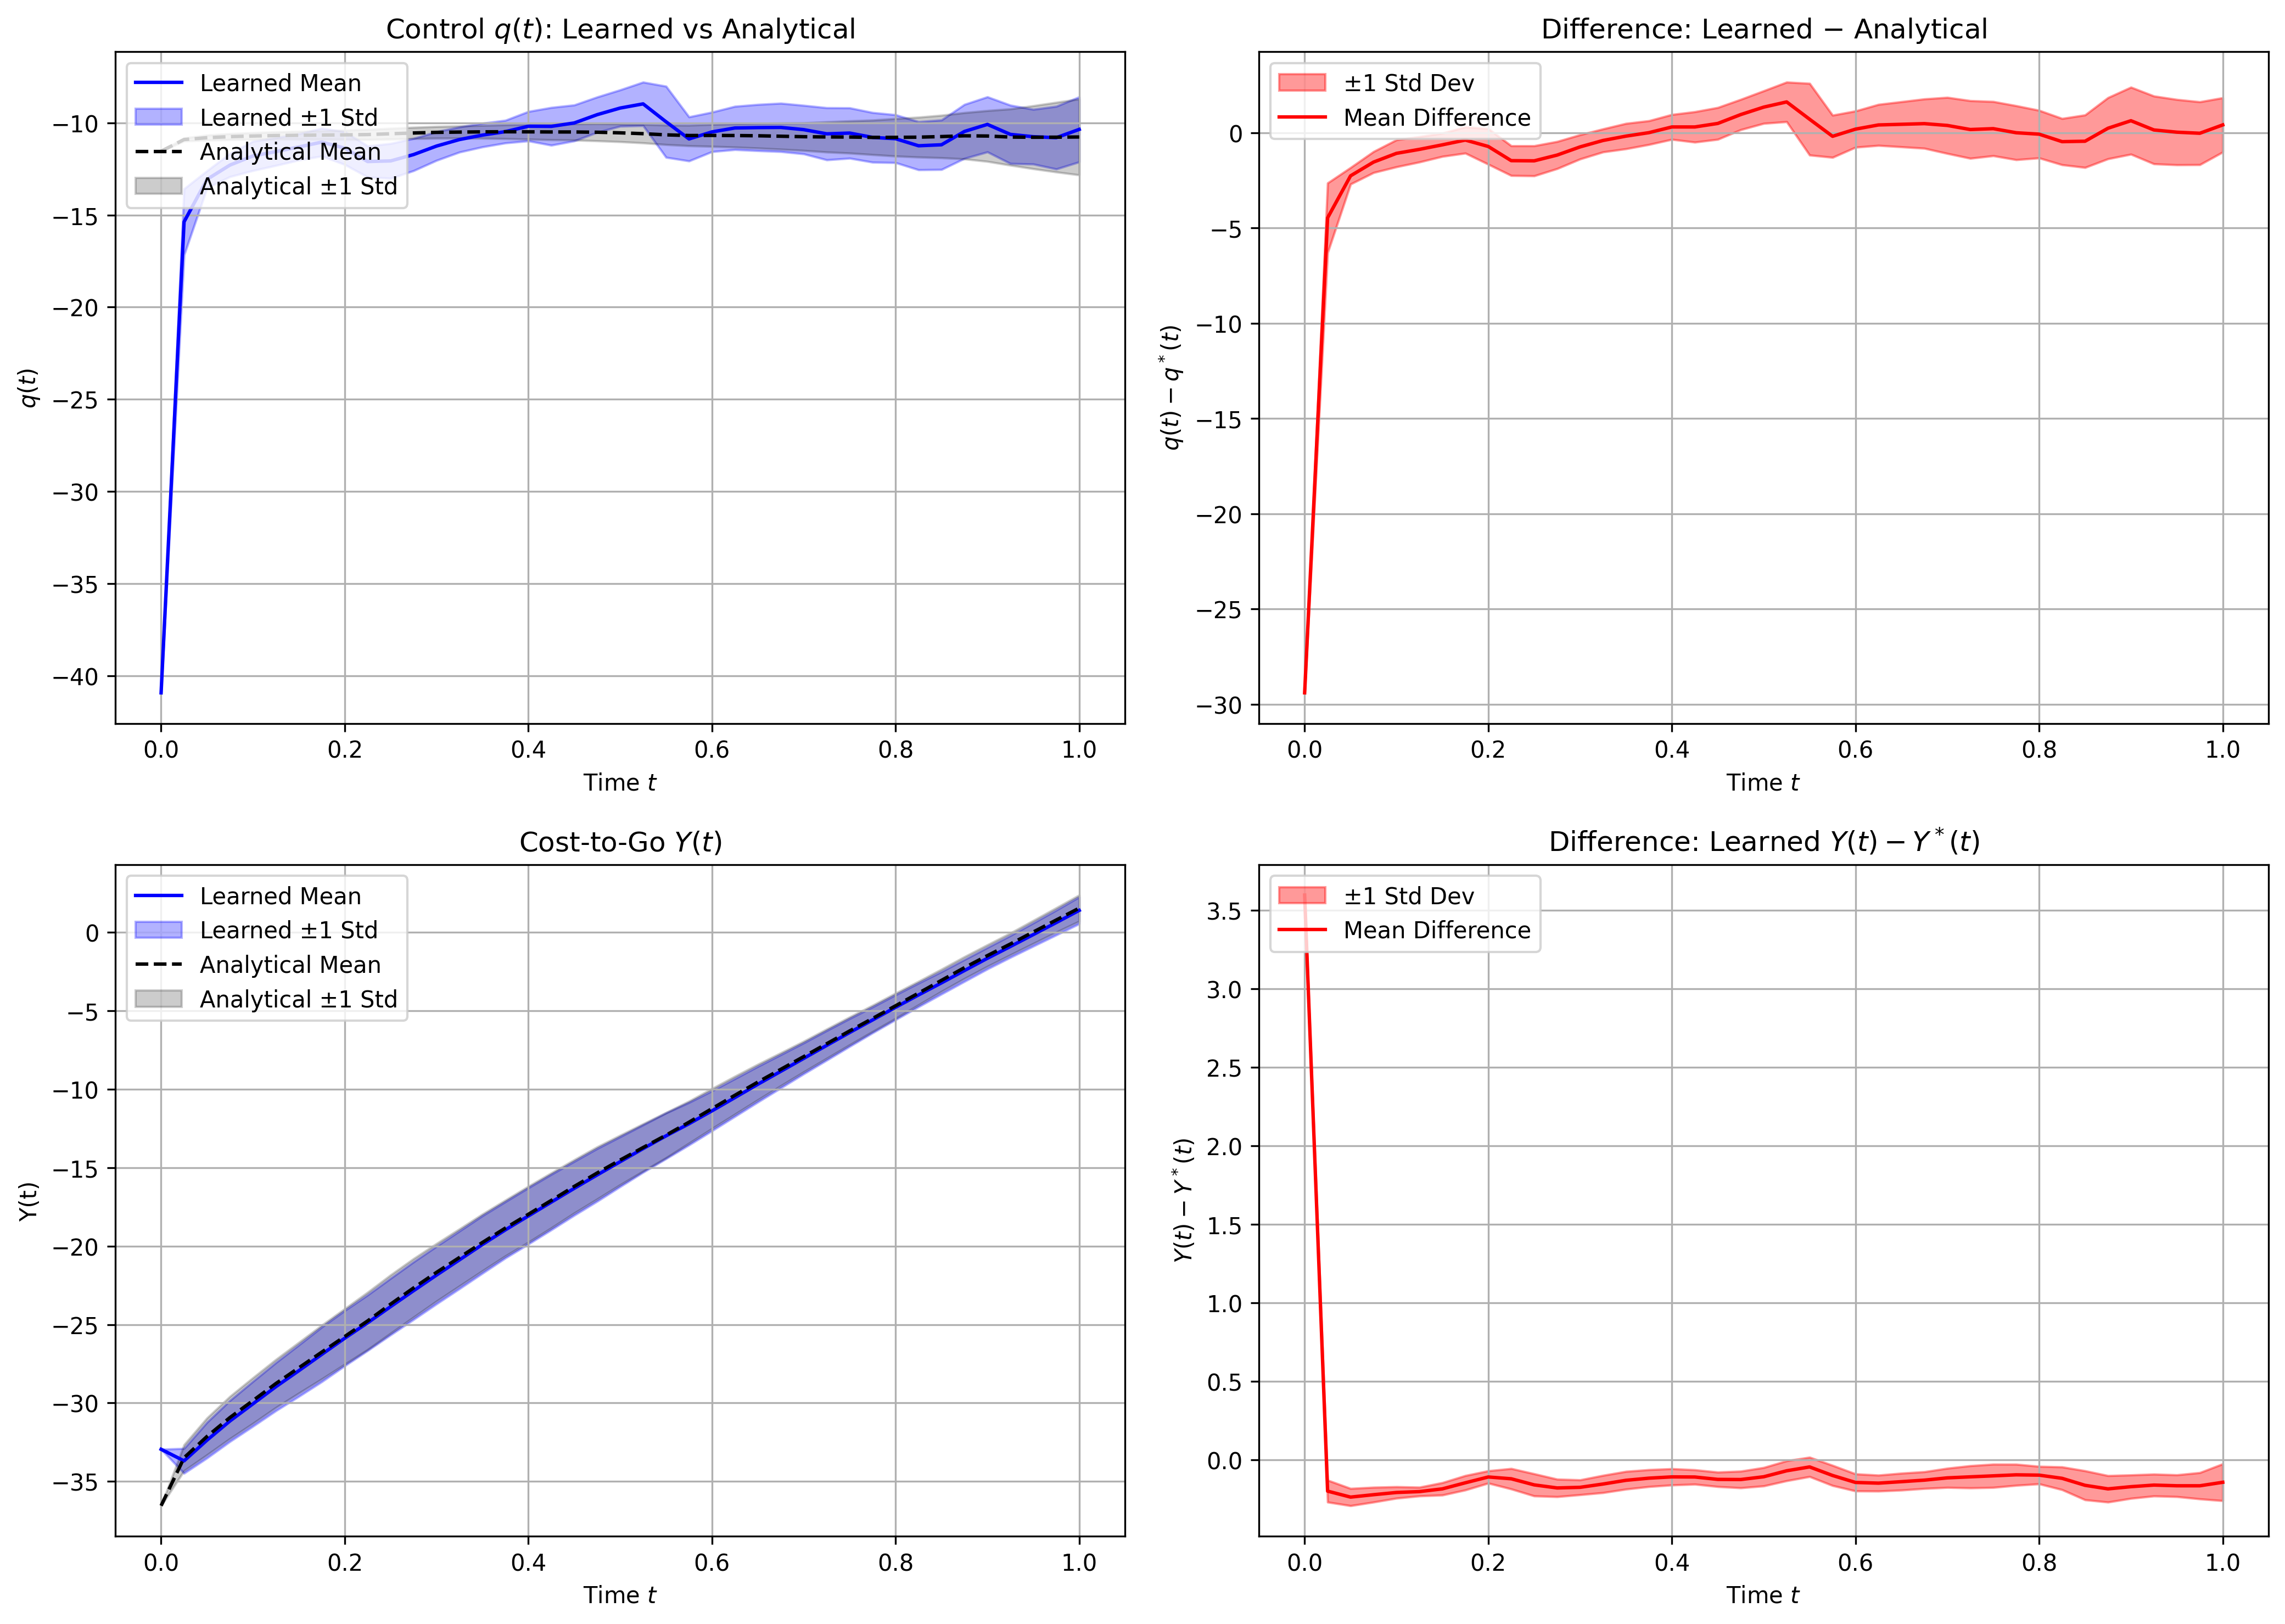 Control q(t): Learned vs Analytical
Learned Mean
Learned ±1 Std
Analytical Mean
Analytical ±1 Std
q(t)
−10
−15
−20
−25
−30
−35
−40
0.0 0.2 0.4 0.6 0.8 1.0
Time t
Difference: Learned − Analytical
±1 Std Dev
Mean Difference
q(t) − q*(t)
0
−5
−10
−15
−20
−25
−30
0.0 0.2 0.4 0.6 0.8 1.0
Time t
Cost-to-Go Y(t)
Learned Mean
Learned ±1 Std
Analytical Mean
Analytical ±1 Std
Y(t)
0
−5
−10
−15
−20
−25
−30
−35
0.0 0.2 0.4 0.6 0.8 1.0
Time t
Difference: Learned Y(t) − Y*(t)
±1 Std Dev
Mean Difference
Y(t) − Y*(t)
3.5
3.0
2.5
2.0
1.5
1.0
0.5
0.0
0.0 0.2 0.4 0.6 0.8 1.0
Time t